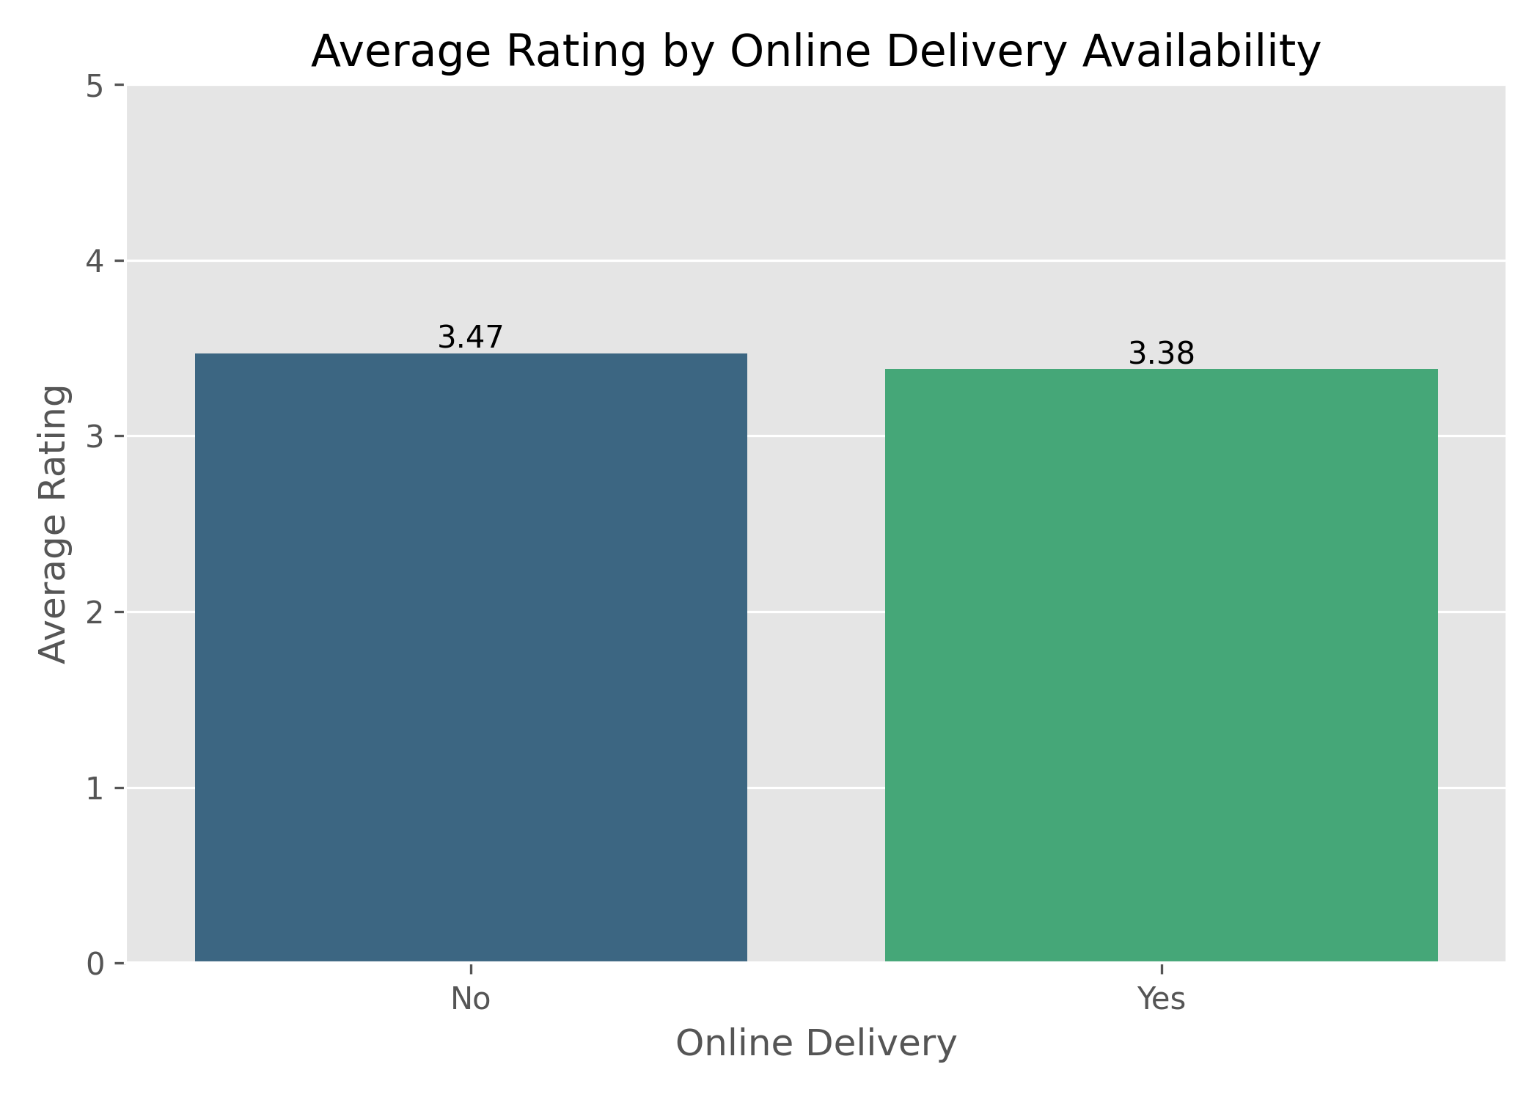 Average Rating by Online Delivery Availability
5
4
3
2
1
0
Average Rating
3.47
3.38
No
Yes
Online Delivery